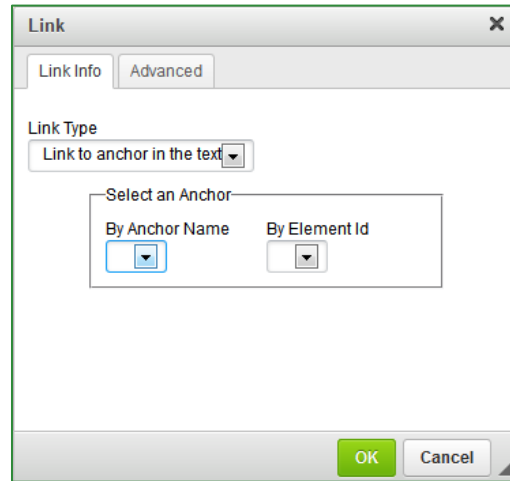 Link
Link Info Advanced
Link Type
Link to anchor in the text
Select an Anchor
By Anchor Name By Element Id
OK Cancel